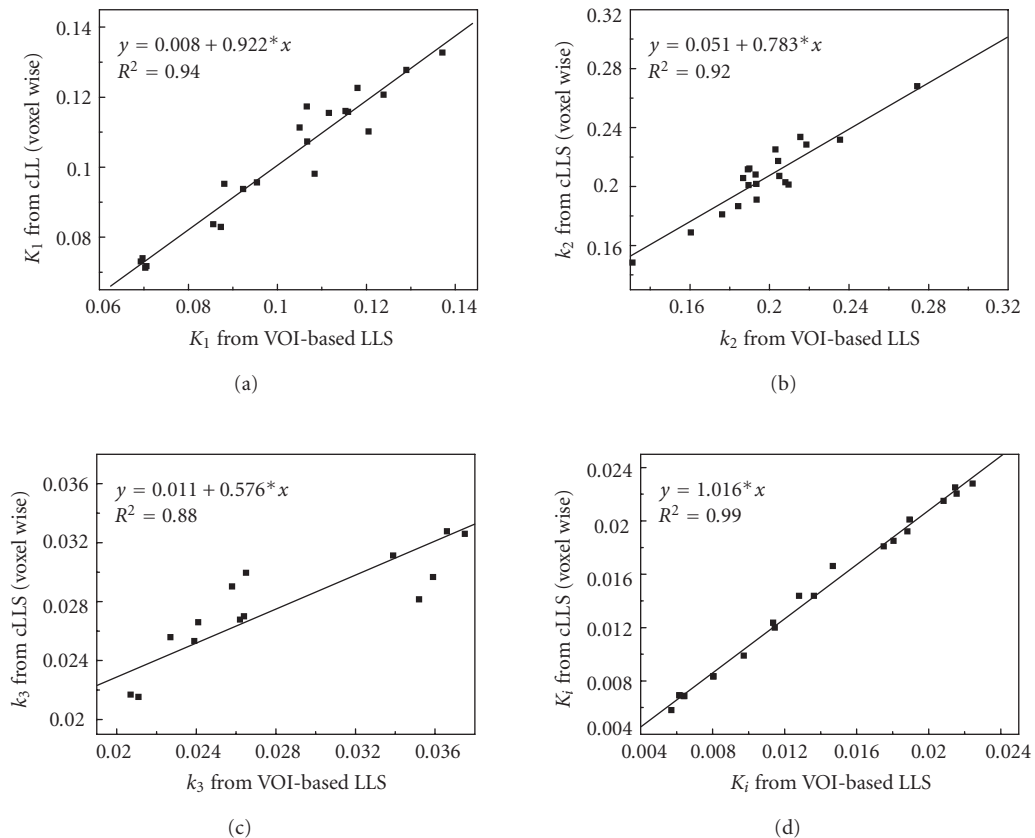 0.14
0.12
0.1
0.08
K₁ from cLL (voxel wise)
y = 0.008 + 0.922*x
R² = 0.94
0.06 0.08 0.1 0.12 0.14
K₁ from VOI-based LLS
(a)
0.32
0.28
0.24
0.2
0.16
k₂ from cLLS (voxel wise)
y = 0.051 + 0.783*x
R² = 0.92
0.16 0.2 0.24 0.28 0.32
k₂ from VOI-based LLS
(b)
0.036
0.032
0.028
0.024
0.02
k₃ from cLLS (voxel wise)
y = 0.011 + 0.576*x
R² = 0.88
0.02 0.024 0.028 0.032 0.036
k₃ from VOI-based LLS
(c)
0.024
0.02
0.016
0.012
0.008
0.004
Kᵢ from cLLS (voxel wise)
y = 1.016*x
R² = 0.99
0.004 0.008 0.012 0.016 0.02 0.024
Kᵢ from VOI-based LLS
(d)